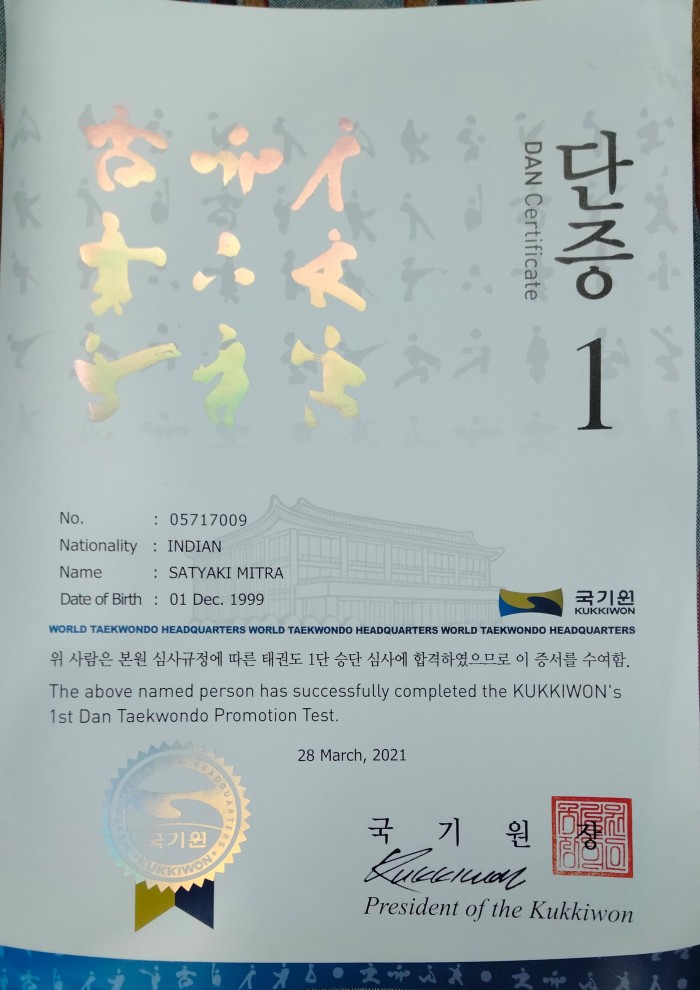 단증
DAN Certificate
1
No. : 05717009
Nationality : INDIAN
Name : SATYAKI MITRA
Date of Birth : 01 Dec. 1999
국기원
KUKKIWON
WORLD TAEKWONDO HEADQUARTERS WORLD TAEKWONDO HEADQUARTERS WORLD TAEKWONDO HEADQUARTERS
위 사람은 본원 심사규정에 따른 태권도 1단 승단 심사에 합격하였으므로 이 증서를 수여함.
The above named person has successfully completed the KUKKIWON's
1st Dan Taekwondo Promotion Test.
28 March, 2021
HEADQUARTERS
국기원
KUKKIWON
국 기 원 장
Kukkiwon
President of the Kukkiwon